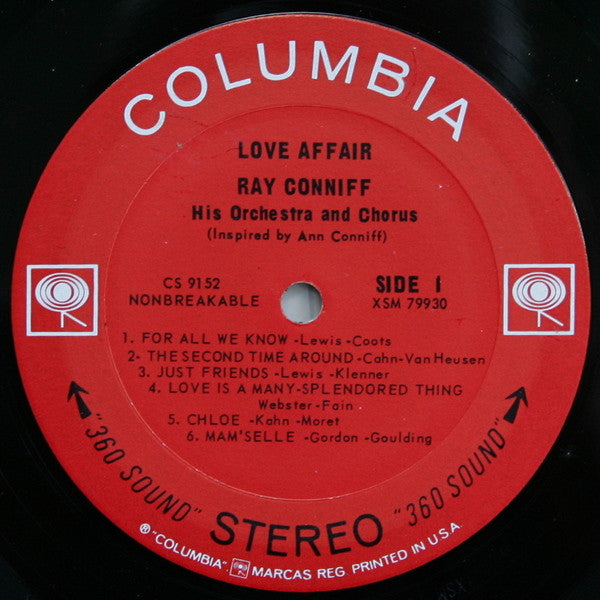 COLUMBIA
LOVE AFFAIR
RAY CONNIFF
His Orchestra and Chorus
(Inspired by Ann Conniff)
CS 9152
NONBREAKABLE
SIDE 1
XSM 79930
1. FOR ALL WE KNOW -Lewis -Coots
2- THE SECOND TIME AROUND -Cahn-Van Heusen
3. JUST FRIENDS -Lewis -Klenner
4. LOVE IS A MANY-SPLENDORED THING
Webster -Fain
5. CHLOE -Kahn -Moret
6. MAM'SELLE -Gordon -Goulding
"360 SOUND" STEREO "360 SOUND"
® "COLUMBIA" MARCAS REG. PRINTED IN U.S.A.